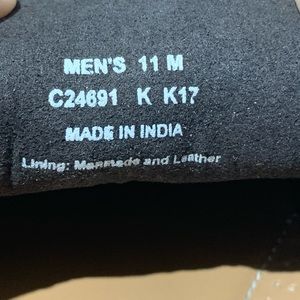 MEN'S 11 M
C24691 K K17
MADE IN INDIA
Lining: Manmade and Leather